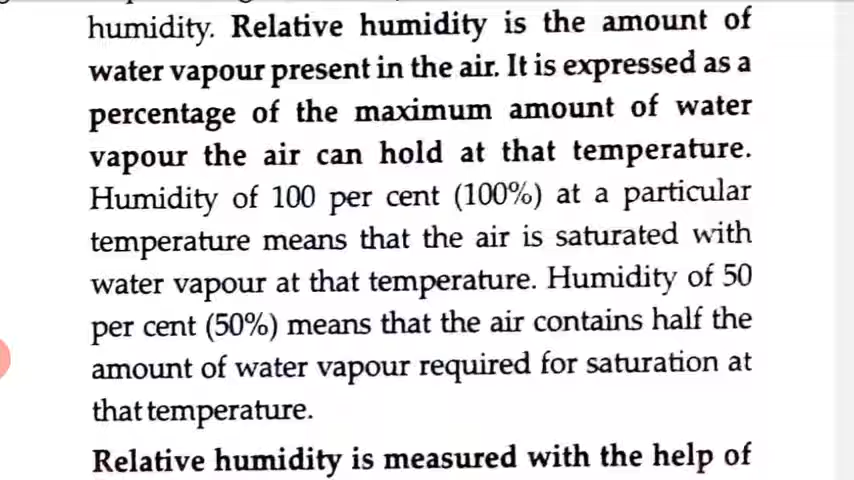 humidity. Relative humidity is the amount of
water vapour present in the air. It is expressed as a
percentage of the maximum amount of water
vapour the air can hold at that temperature.
Humidity of 100 per cent (100%) at a particular
temperature means that the air is saturated with
water vapour at that temperature. Humidity of 50
per cent (50%) means that the air contains half the
amount of water vapour required for saturation at
that temperature.
Relative humidity is measured with the help of